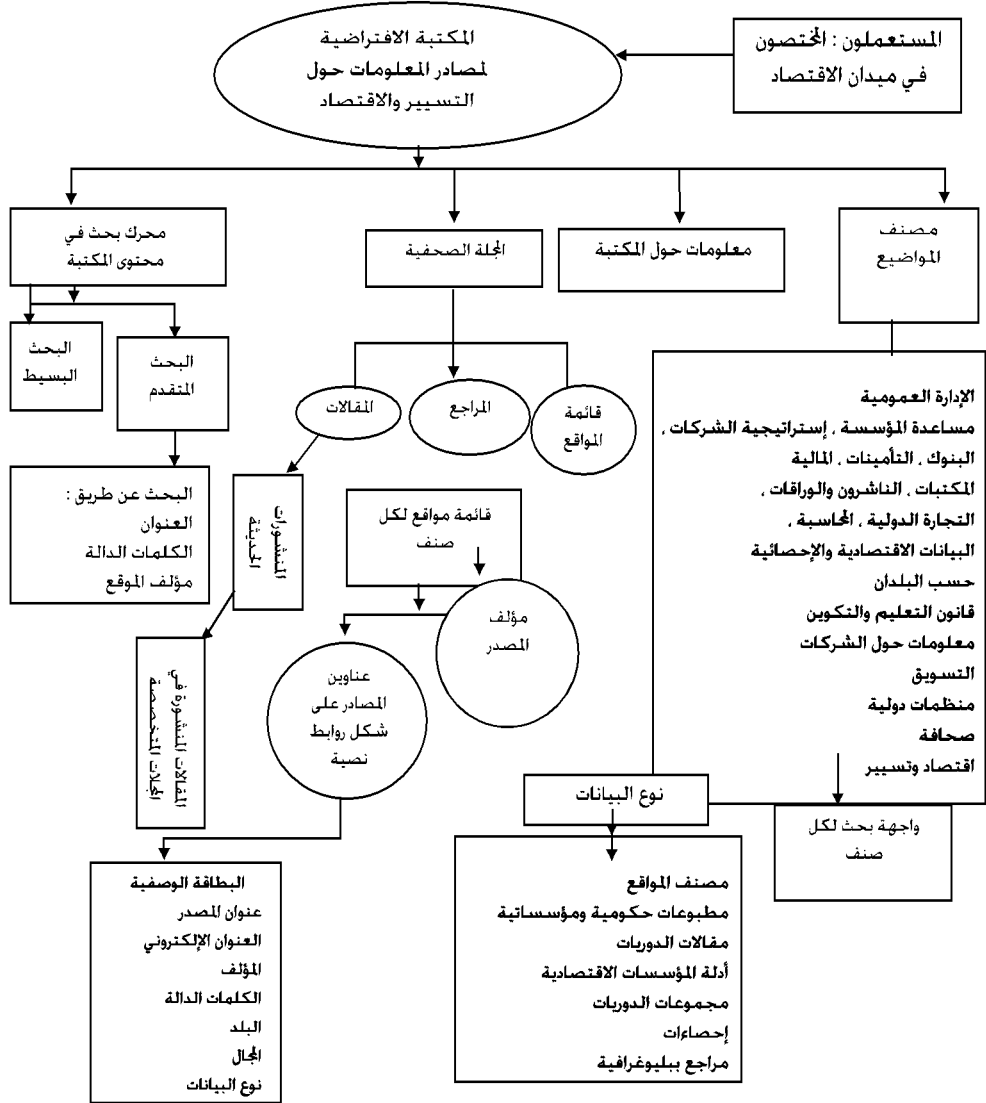 المكتبة الافتراضية
لمصادر المعلومات حول
التسيير والاقتصاد
المستعملون : المختصون
في ميدان الاقتصاد
مصنف
المواضيع
معلومات حول المكتبة
المجلة الصحفية
محرك بحث في
محتوى المكتبة
البحث
البسيط
البحث
المتقدم
البحث عن طريق :
العنوان
الكلمات الدالة
مؤلف الموقع
قائمة
المواقع
المراجع
المقالات
المنشورات
الحديثة
المقالات المنشورة في
المجلات المتخصصة
قائمة مواقع لكل
صنف
مؤلف
المصدر
عناوين
المصادر على
شكل روابط
نصية
الإدارة العمومية
مساعدة المؤسسة ، إستراتيجية الشركات ،
البنوك ، التأمينات ، المالية
المكتبات ، الناشرون والوراقات ،
التجارة الدولية ، المحاسبة ،
البيانات الاقتصادية والإحصائية
حسب البلدان
قانون التعليم والتكوين
معلومات حول الشركات
التسويق
منظمات دولية
صحافة
اقتصاد وتسيير
نوع البيانات
واجهة بحث لكل
صنف
مصنف المواقع
مطبوعات حكومية ومؤسساتية
مقالات الدوريات
أدلة المؤسسات الاقتصادية
مجموعات الدوريات
إحصاءات
مراجع ببليوغرافية
البطاقة الوصفية
عنوان المصدر
العنوان الإلكتروني
المؤلف
الكلمات الدالة
البلد
المجال
نوع البيانات